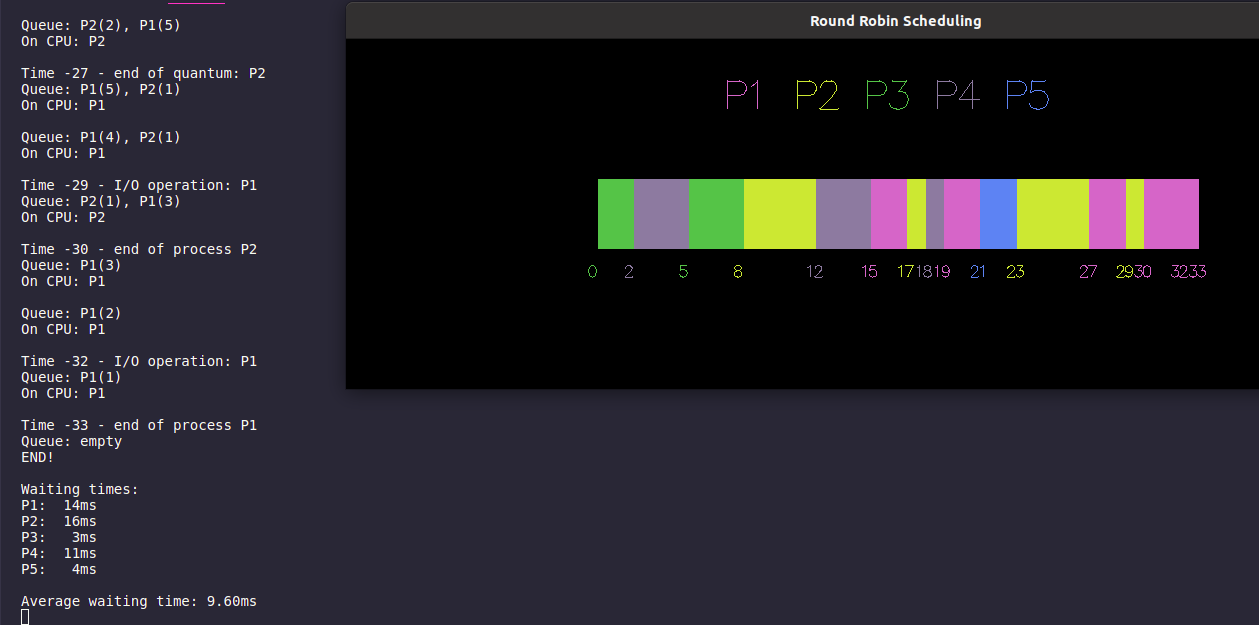 Queue: P2(2), P1(5)
On CPU: P2
Time -27 - end of quantum: P2
Queue: P1(5), P2(1)
On CPU: P1
Queue: P1(4), P2(1)
On CPU: P1
Time -29 - I/O operation: P1
Queue: P2(1), P1(3)
On CPU: P2
Time -30 - end of process P2
Queue: P1(3)
On CPU: P1
Queue: P1(2)
On CPU: P1
Time -32 - I/O operation: P1
Queue: P1(1)
On CPU: P1
Time -33 - end of process P1
Queue: empty
END!
Waiting times:
P1:  14ms
P2:  16ms
P3:   3ms
P4:  11ms
P5:   4ms
Average waiting time: 9.60ms
Round Robin Scheduling
P1 P2 P3 P4 P5
0 2 5 8 12 15 17 18 19 21 23 27 29 30 32 33